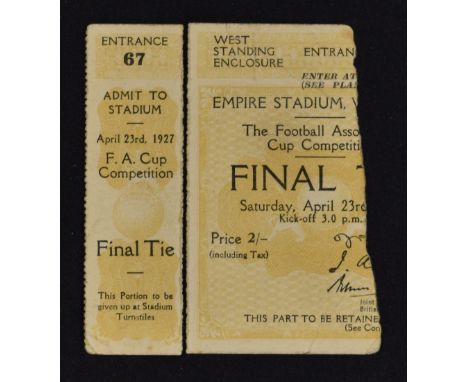 ENTRANCE
67
ADMIT TO
STADIUM
April 23rd, 1927
F. A. Cup
Competition
Final Tie
This Portion to be
given up at Stadium
Turnstiles
WEST
STANDING
ENCLOSURE
ENTRAN
ENTER AT
(SEE PLA
EMPIRE STADIUM, W
The Football Asso
Cup Competiti
FINAL
Saturday, April 23rd
Kick-off 3.0 p.m.
Price 2/-
(including Tax)
Joint
Britis
THIS PART TO BE RETAINE
(See Con